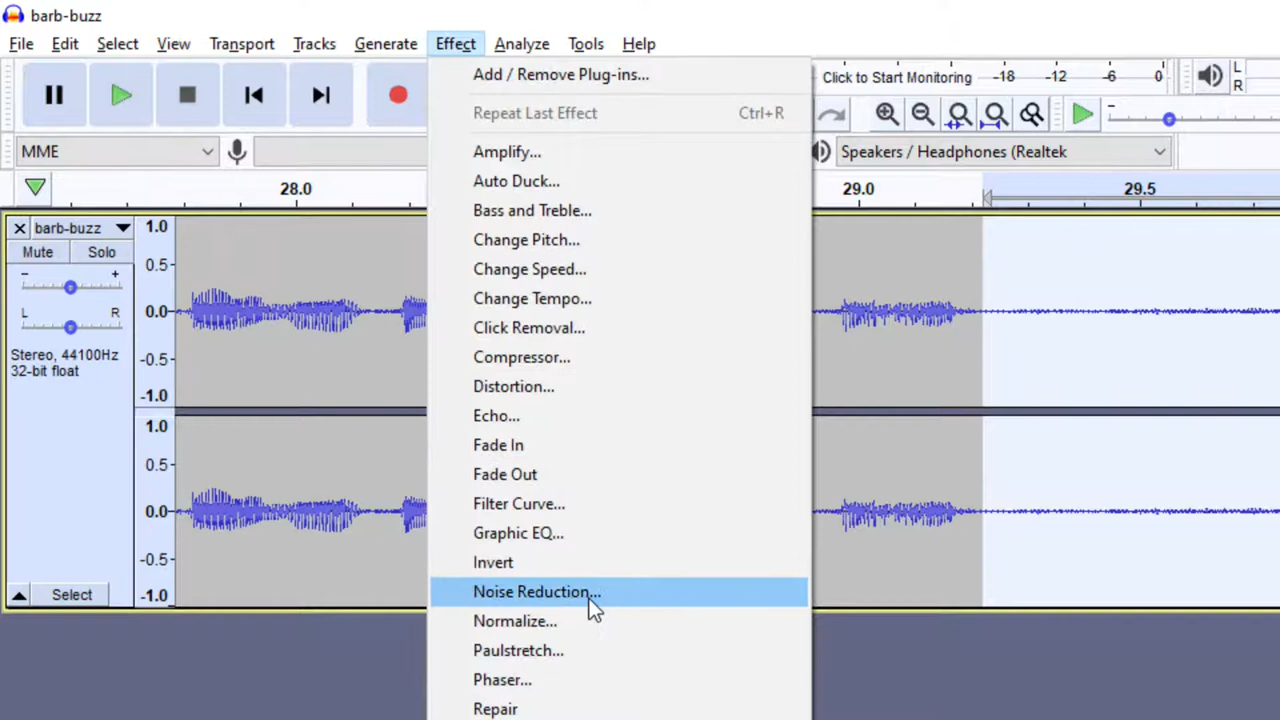 barb-buzz
File Edit Select View Transport Tracks Generate Effect Analyze Tools Help
Add / Remove Plug-ins...
Repeat Last Effect Ctrl+R
Amplify...
Auto Duck...
Bass and Treble...
Change Pitch...
Change Speed...
Change Tempo...
Click Removal...
Compressor...
Distortion...
Echo...
Fade In
Fade Out
Filter Curve...
Graphic EQ...
Invert
Noise Reduction...
Normalize...
Paulstretch...
Phaser...
Repair
Click to Start Monitoring -18 -12 -6 0
L
R
MME
Speakers / Headphones (Realtek
28.0 29.0 29.5
barb-buzz
Mute Solo
- +
L R
Stereo, 44100Hz
32-bit float
Select
1.0
0.5-
0.0-
-0.5-
-1.0
1.0
0.5-
0.0-
-0.5-
-1.0